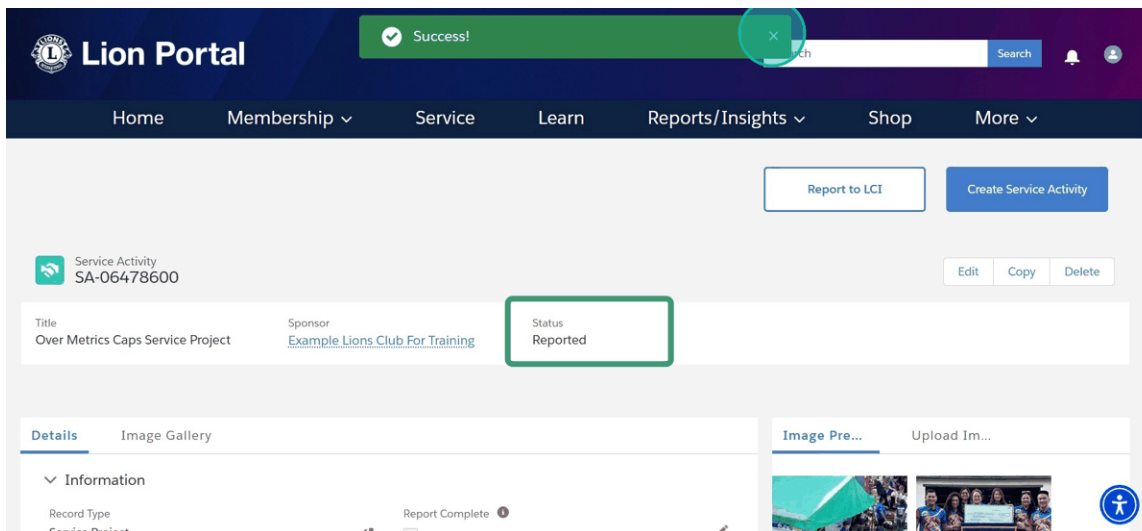 Success!
Lion Portal
Search
Home Membership Service Learn Reports/Insights Shop More
Report to LCI Create Service Activity
Service Activity
SA-06478600
Edit Copy Delete
Title Sponsor Status
Over Metrics Caps Service Project Example Lions Club For Training Reported
Details Image Gallery Image Pre... Upload Im...
Information
Record Type Report Complete
Service Project